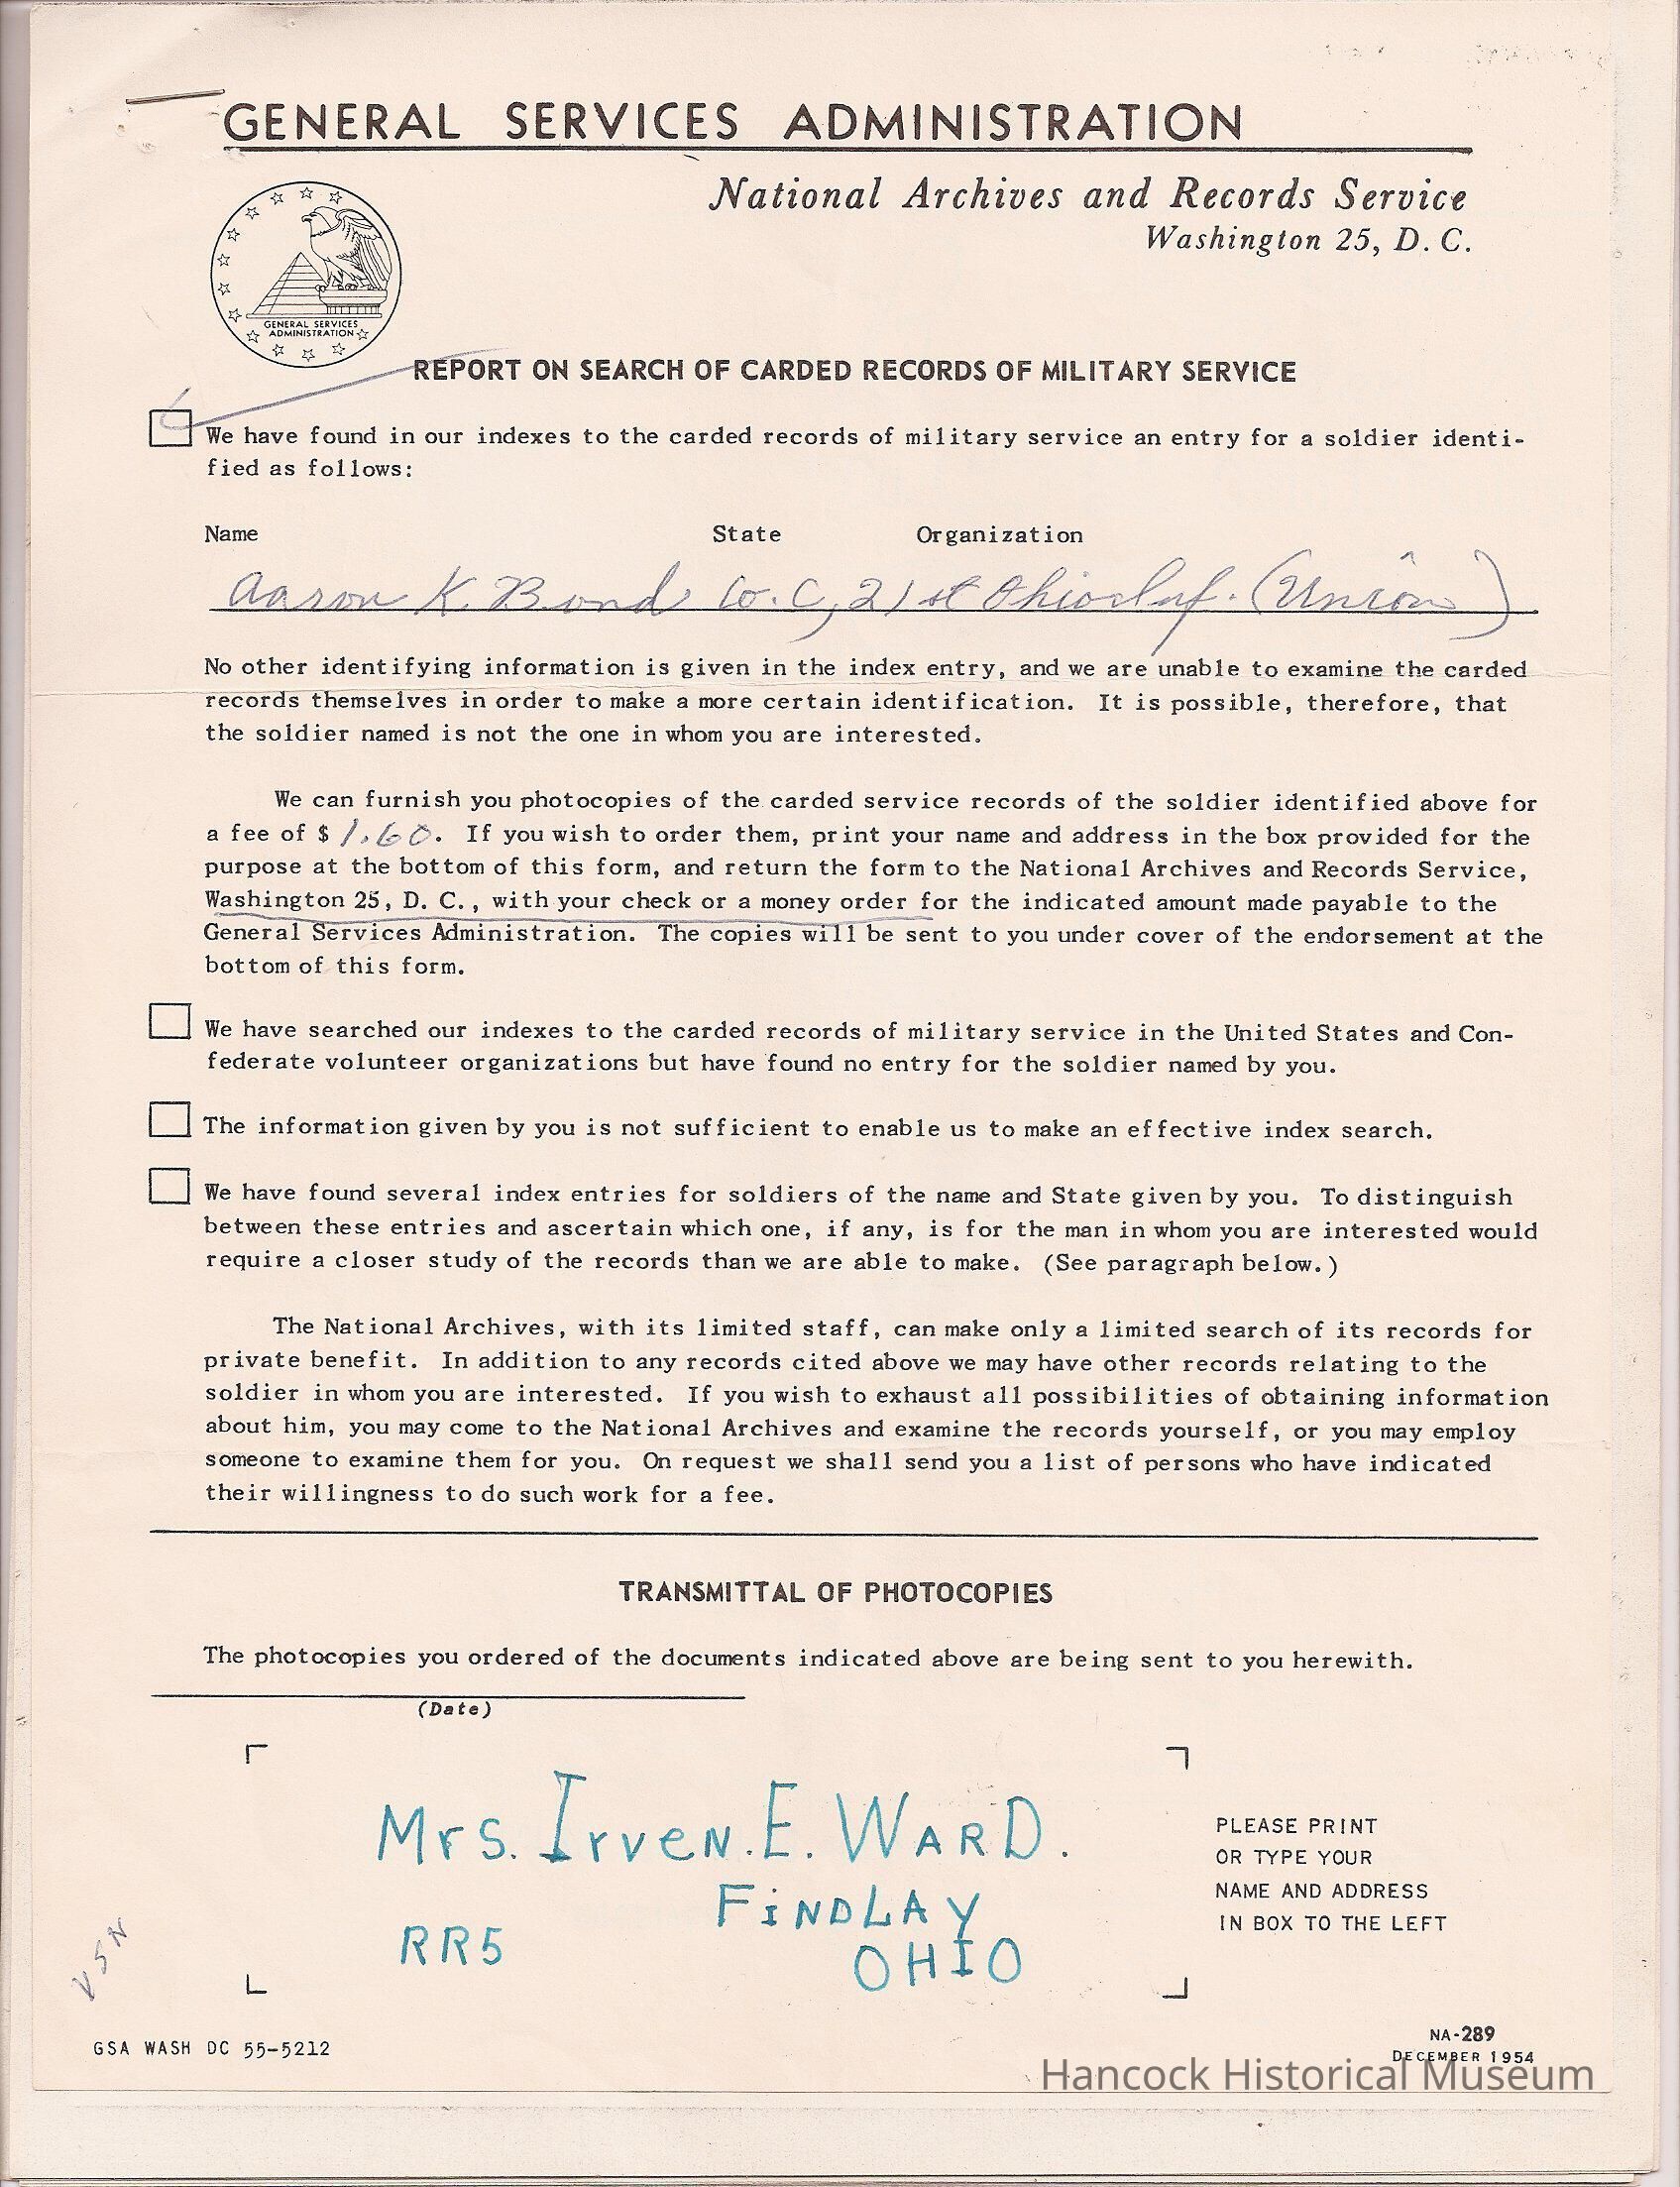 GENERAL SERVICES ADMINISTRATION
National Archives and Records Service
Washington 25, D. C.
GENERAL SERVICES
ADMINISTRATION
REPORT ON SEARCH OF CARDED RECORDS OF MILITARY SERVICE
We have found in our indexes to the carded records of military service an entry for a soldier identi-
fied as follows:
Name State Organization
Aaron K. Bond Co. C, 21st Ohio Inf. (Union)
No other identifying information is given in the index entry, and we are unable to examine the carded
records themselves in order to make a more certain identification. It is possible, therefore, that
the soldier named is not the one in whom you are interested.
We can furnish you photocopies of the carded service records of the soldier identified above for
a fee of $ 1.60. If you wish to order them, print your name and address in the box provided for the
purpose at the bottom of this form, and return the form to the National Archives and Records Service,
Washington 25, D. C., with your check or a money order for the indicated amount made payable to the
General Services Administration. The copies will be sent to you under cover of the endorsement at the
bottom of this form.
We have searched our indexes to the carded records of military service in the United States and Con-
federate volunteer organizations but have found no entry for the soldier named by you.
The information given by you is not sufficient to enable us to make an effective index search.
We have found several index entries for soldiers of the name and State given by you. To distinguish
between these entries and ascertain which one, if any, is for the man in whom you are interested would
require a closer study of the records than we are able to make. (See paragraph below.)
The National Archives, with its limited staff, can make only a limited search of its records for
private benefit. In addition to any records cited above we may have other records relating to the
soldier in whom you are interested. If you wish to exhaust all possibilities of obtaining information
about him, you may come to the National Archives and examine the records yourself, or you may employ
someone to examine them for you. On request we shall send you a list of persons who have indicated
their willingness to do such work for a fee.
TRANSMITTAL OF PHOTOCOPIES
The photocopies you ordered of the documents indicated above are being sent to you herewith.
(Date)
Mrs. Irven. E. WARD.
FiNDLAY
RR5
OHIO
PLEASE PRINT
OR TYPE YOUR
NAME AND ADDRESS
IN BOX TO THE LEFT
VSN
GSA WASH DC 55-5212
NA-289
DECEMBER 1954
Hancock Historical Museum